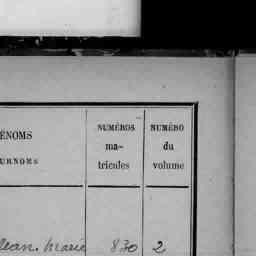 ÉNOMS
URNOMS
NUMÉROS
ma-
tricules
NUMÉRO
du
volume
Jean Marie 830 2